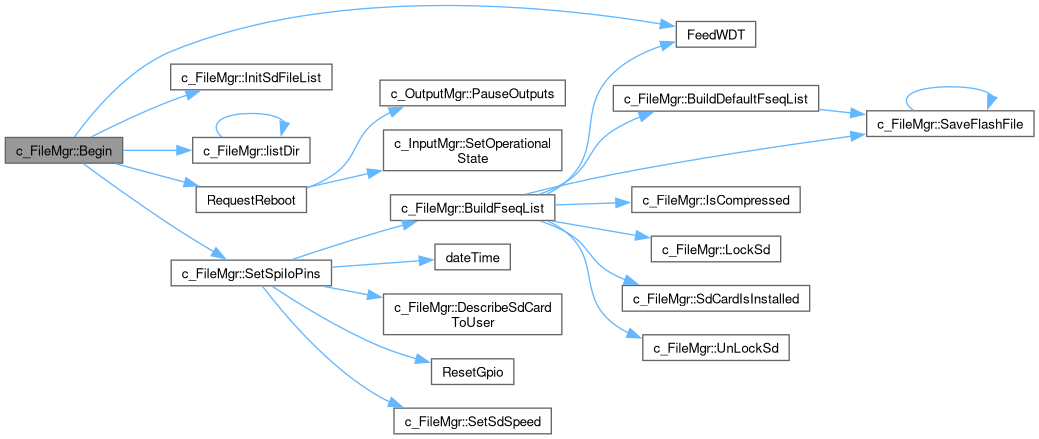 FeedWDT
c_FileMgr::InitSdFileList
c_OutputMgr::PauseOutputs
c_FileMgr::BuildDefaultFseqList
c_FileMgr::SaveFlashFile
c_FileMgr::Begin
c_FileMgr::listDir
c_InputMgr::SetOperational
State
RequestReboot
c_FileMgr::BuildFseqList
c_FileMgr::IsCompressed
c_FileMgr::LockSd
dateTime
c_FileMgr::SetSpiIoPins
c_FileMgr::SdCardIsInstalled
c_FileMgr::DescribeSdCard
ToUser
c_FileMgr::UnLockSd
ResetGpio
c_FileMgr::SetSdSpeed